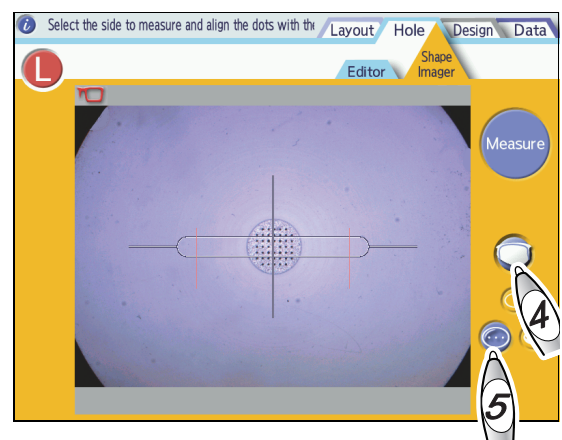 Select the side to measure and align the dots with the
Layout
Hole
Design
Data
Editor
Shape
Imager
L
Measure
4
5